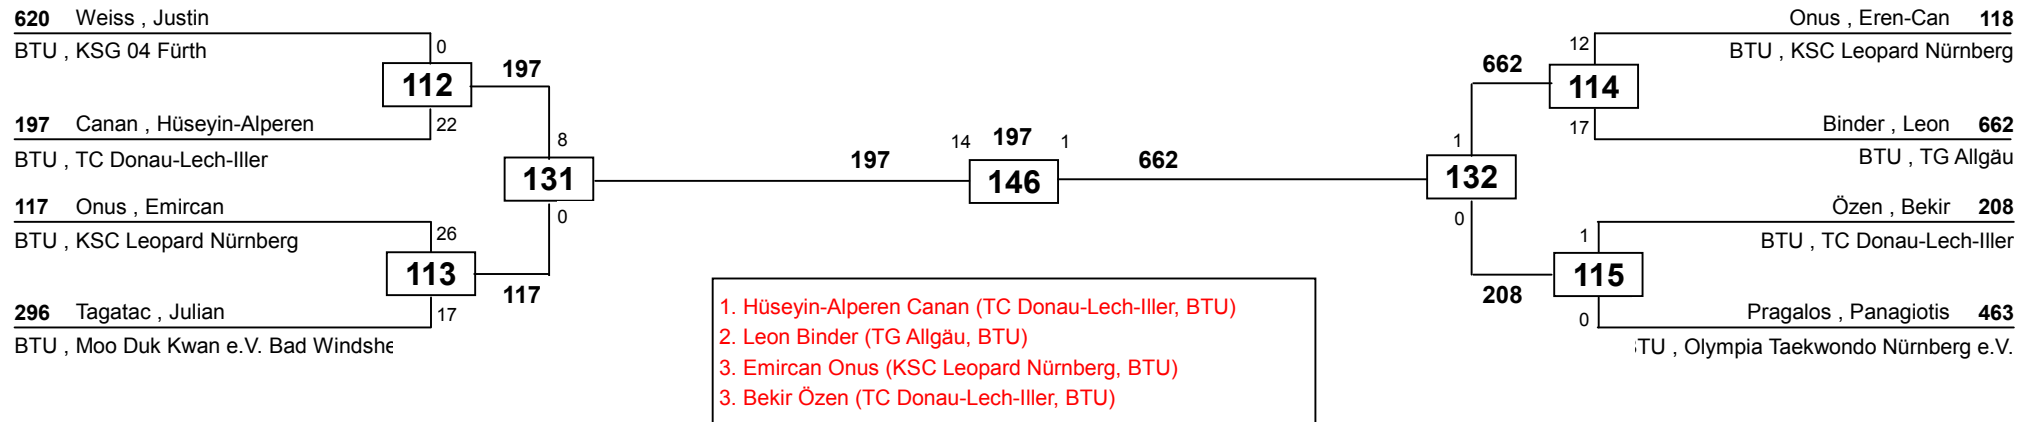 620 Weiss , Justin
BTU , KSG 04 Fürth
0
112
197
22
197 Canan , Hüseyin-Alperen
BTU , TC Donau-Lech-Iller
8
131
0
197
117 Onus , Emircan
BTU , KSC Leopard Nürnberg
26
113
117
17
296 Tagatac , Julian
BTU , Moo Duk Kwan e.V. Bad
14 197 1
146
662
Onus , Eren-Can 118
BTU , KSC Leopard Nürnberg
12
662
114
17
Binder , Leon 662
BTU , TG Allgäu
1
132
0
Özen , Bekir 208
BTU , TC Donau-Lech-Iller
1
115
208
0
Pragalos , Panagiotis 463
, Olympia Taekwondo Nürnberg e.V.
1. Hüseyin-Alperen Canan (TC Donau-Lech-Iller, BTU)
2. Leon Binder (TG Allgäu, BTU)
3. Emircan Onus (KSC Leopard Nürnberg, BTU)
3. Bekir Özen (TC Donau-Lech-Iller, BTU)